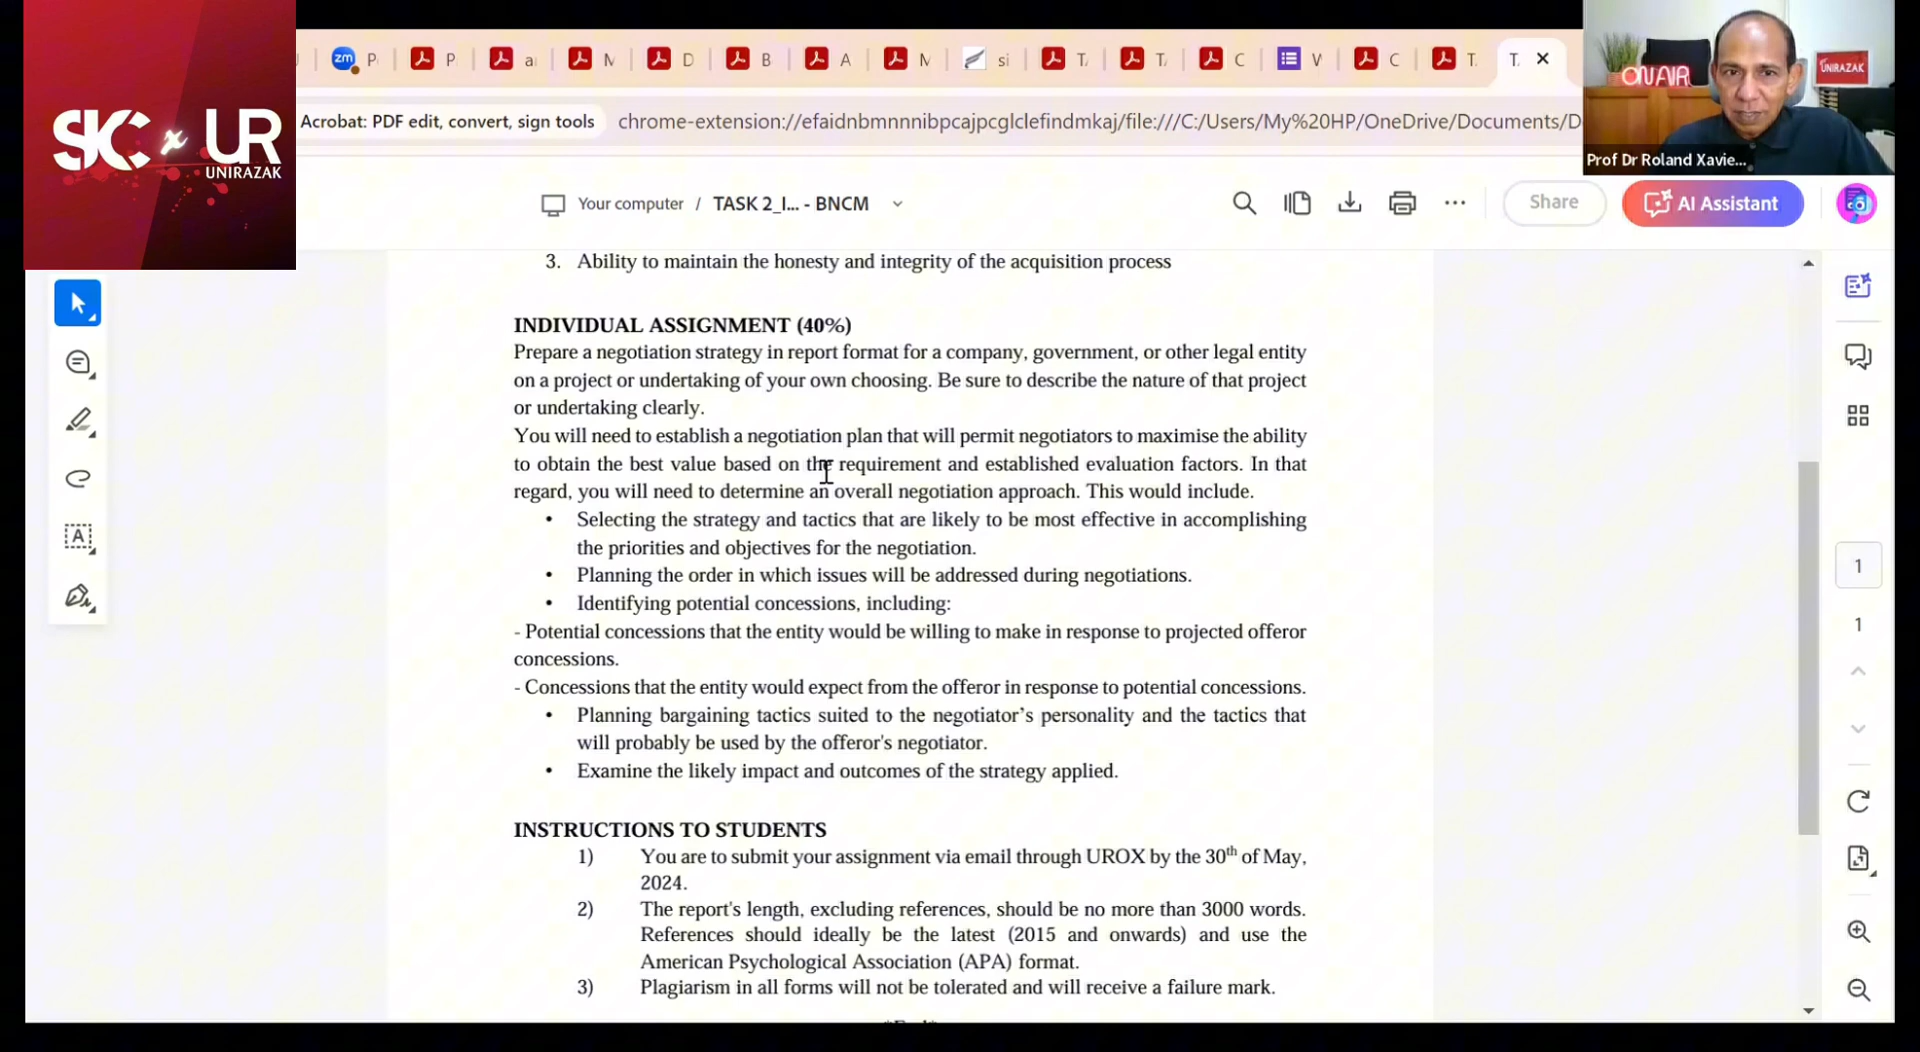 SIC x UR
UNIRAZAK
zm P
P
a
M
D
B
A
M
si
T
T
C
V
C
T.
T.
ON AIR
UNIRAZAK
Acrobat: PDF edit, convert, sign tools
chrome-extension://efaidnbmnnnibpcajpcglclefindmkaj/file:///C:/Users/My%20HP/OneDrive/Documents/D
Prof Dr Roland Xavie...
Your computer / TASK 2_I... - BNCM
Share
AI Assistant
3. Ability to maintain the honesty and integrity of the acquisition process
INDIVIDUAL ASSIGNMENT (40%)
Prepare a negotiation strategy in report format for a company, government, or other legal entity
on a project or undertaking of your own choosing. Be sure to describe the nature of that project
or undertaking clearly.
You will need to establish a negotiation plan that will permit negotiators to maximise the ability
to obtain the best value based on the requirement and established evaluation factors. In that
regard, you will need to determine an overall negotiation approach. This would include.
• Selecting the strategy and tactics that are likely to be most effective in accomplishing
the priorities and objectives for the negotiation.
• Planning the order in which issues will be addressed during negotiations.
• Identifying potential concessions, including:
- Potential concessions that the entity would be willing to make in response to projected offeror
concessions.
- Concessions that the entity would expect from the offeror in response to potential concessions.
• Planning bargaining tactics suited to the negotiator’s personality and the tactics that
will probably be used by the offeror's negotiator.
• Examine the likely impact and outcomes of the strategy applied.
INSTRUCTIONS TO STUDENTS
1) You are to submit your assignment via email through UROX by the 30th of May,
2024.
2) The report's length, excluding references, should be no more than 3000 words.
References should ideally be the latest (2015 and onwards) and use the
American Psychological Association (APA) format.
3) Plagiarism in all forms will not be tolerated and will receive a failure mark.
1
1